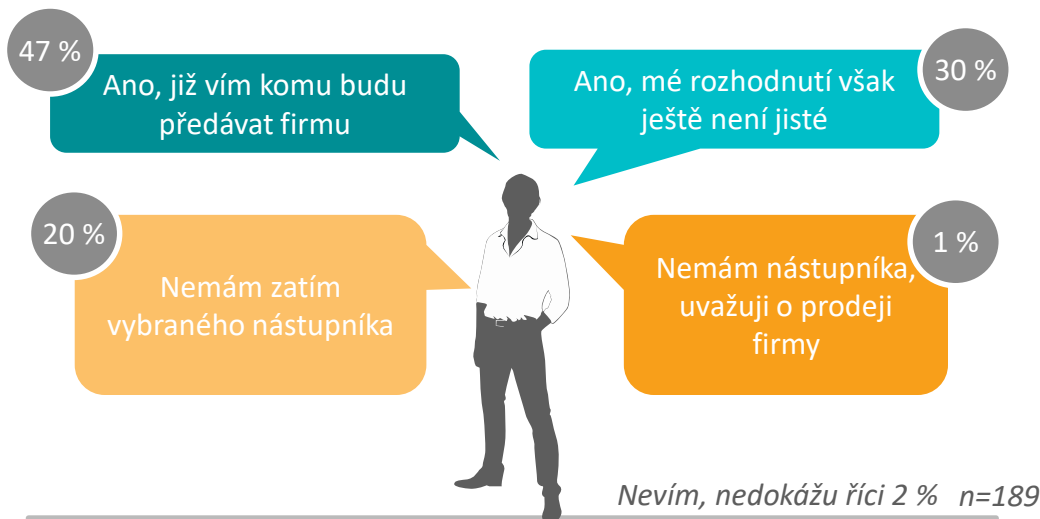 47 %
Ano, již vím komu budu
předávat firmu
Ano, mé rozhodnutí však
ještě není jisté
30 %
20 %
Nemám zatím
vybraného nástupníka
1 %
Nemám nástupníka,
uvažuji o prodeji
firmy
Nevím, nedokážu říci 2 % n=189